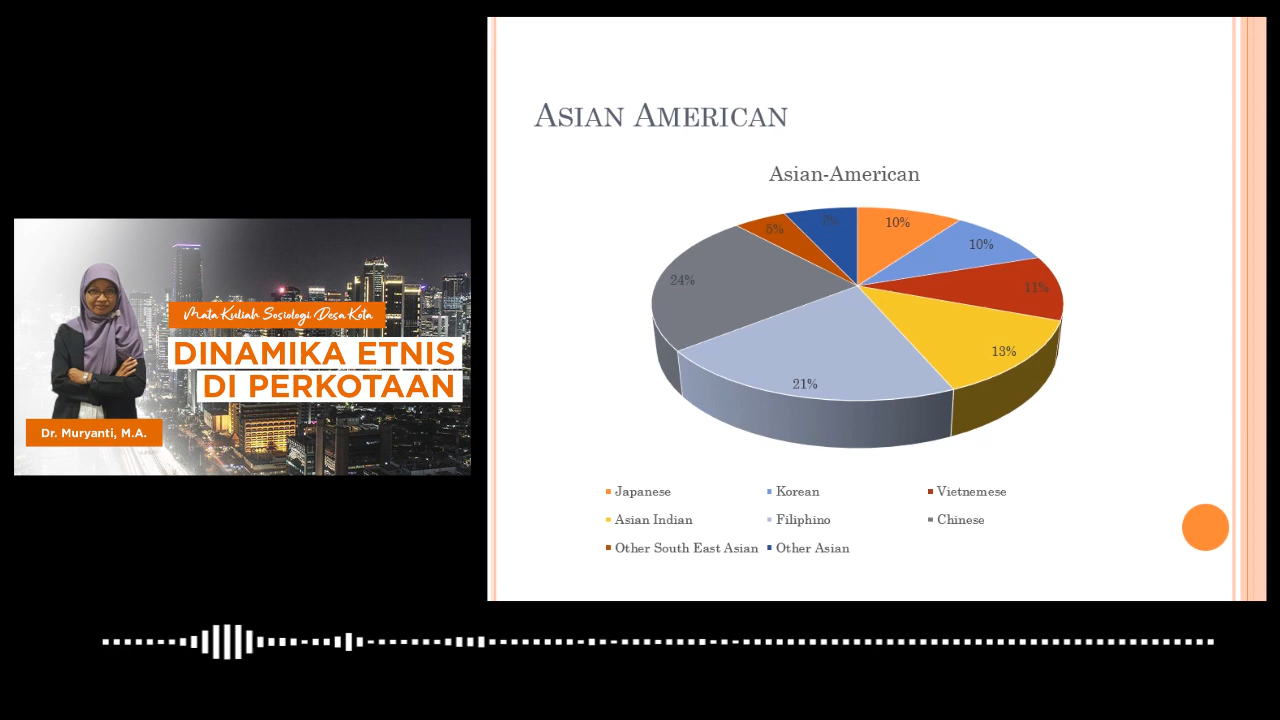 Mata Kuliah Sosiologi Desa Kota
DINAMIKA ETNIS
DI PERKOTAAN
Dr. Muryanti, M.A.
ASIAN AMERICAN
Asian-American
10%
10%
11%
13%
21%
24%
5%
7%
Japanese
Korean
Vietnemese
Asian Indian
Filiphino
Chinese
Other South East Asian
Other Asian